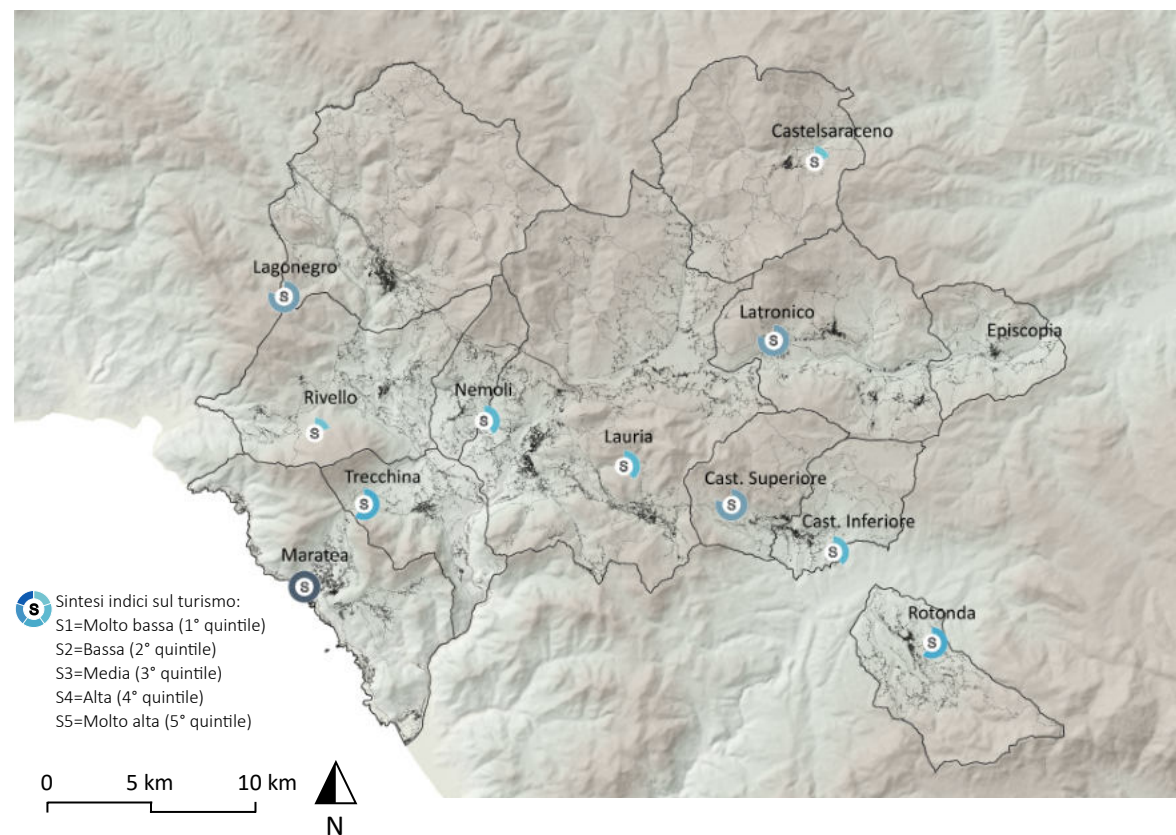 Castelsaraceno
S
Lagonegro
S
Latronico
S
Episcopia
Rivello
S
Nemoli
S
Lauria
S
Trecchina
S
Cast. Superiore
S
Cast. Inferiore
S
Maratea
S
Rotonda
S
S
Sintesi indici sul turismo:
S1=Molto bassa (1° quintile)
S2=Bassa (2° quintile)
S3=Media (3° quintile)
S4=Alta (4° quintile)
S5=Molto alta (5° quintile)
0 5 km 10 km
N